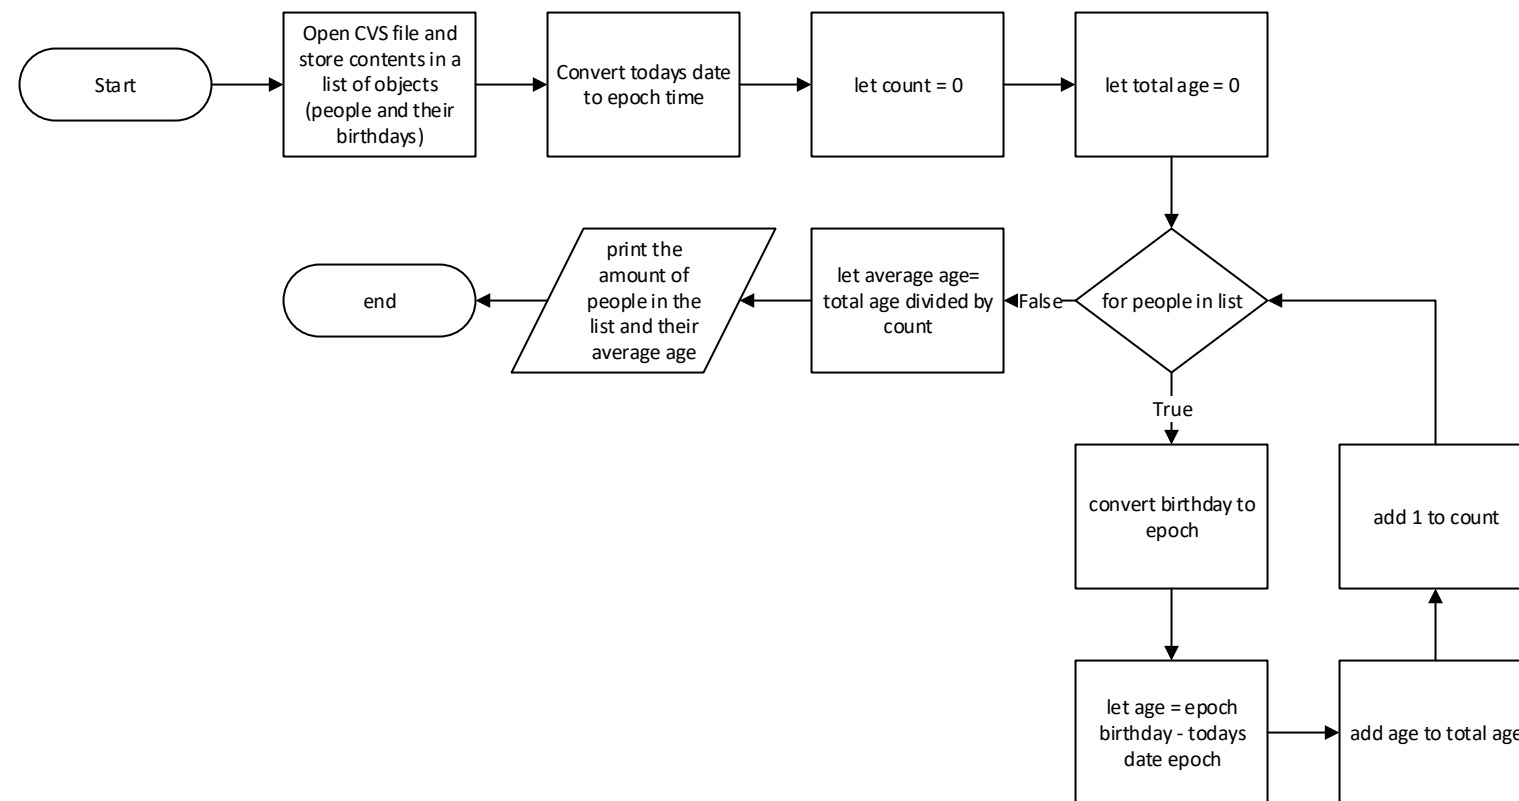 Start
Open CVS file and
store contents in a
list of objects
(people and their
birthdays)
Convert todays date
to epoch time
let count = 0
let total age = 0
for people in list
False
let average age=
total age divided by
count
print the
amount of
people in the
list and their
average age
end
True
convert birthday to
epoch
let age = epoch
birthday - todays
date epoch
add age to total age
add 1 to count